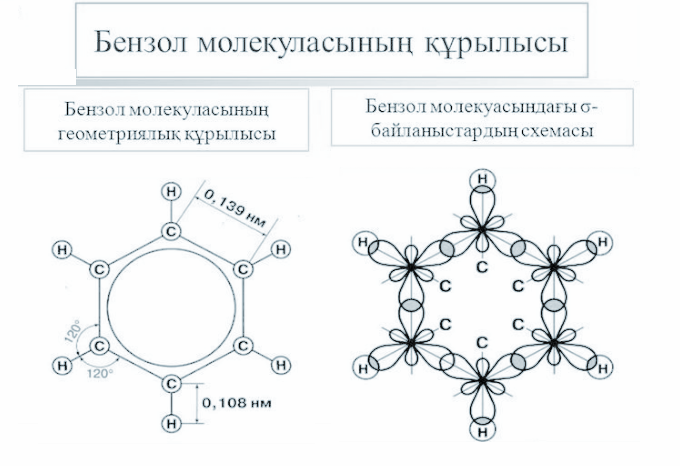 Бензол молекуласының құрылысы
Бензол молекуласының
геометриялық құрылысы
Бензол молекуасындағы σ-
байланыстардың схемасы
H
0,139 нм
C
H
H
C
C
120°
C
C
H
H
120°
C
0,108 нм
H
H
H
H
C
C
C
C
C
C
H
H
H